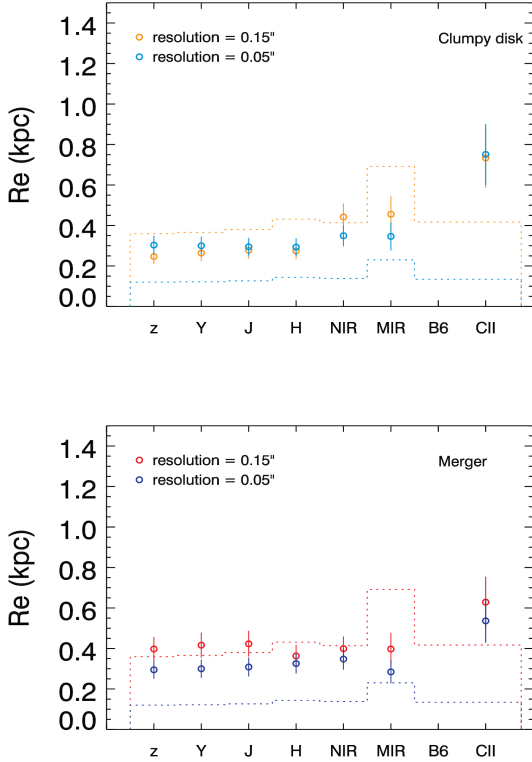 1.4
1.2
1.0
0.8
0.6
0.4
0.2
0.0
Re (kpc)
resolution = 0.15"
resolution = 0.05"
Clumpy disk
z Y J H NIR MIR B6 CII
1.4
1.2
1.0
0.8
0.6
0.4
0.2
0.0
Re (kpc)
resolution = 0.15"
resolution = 0.05"
Merger
z Y J H NIR MIR B6 CII